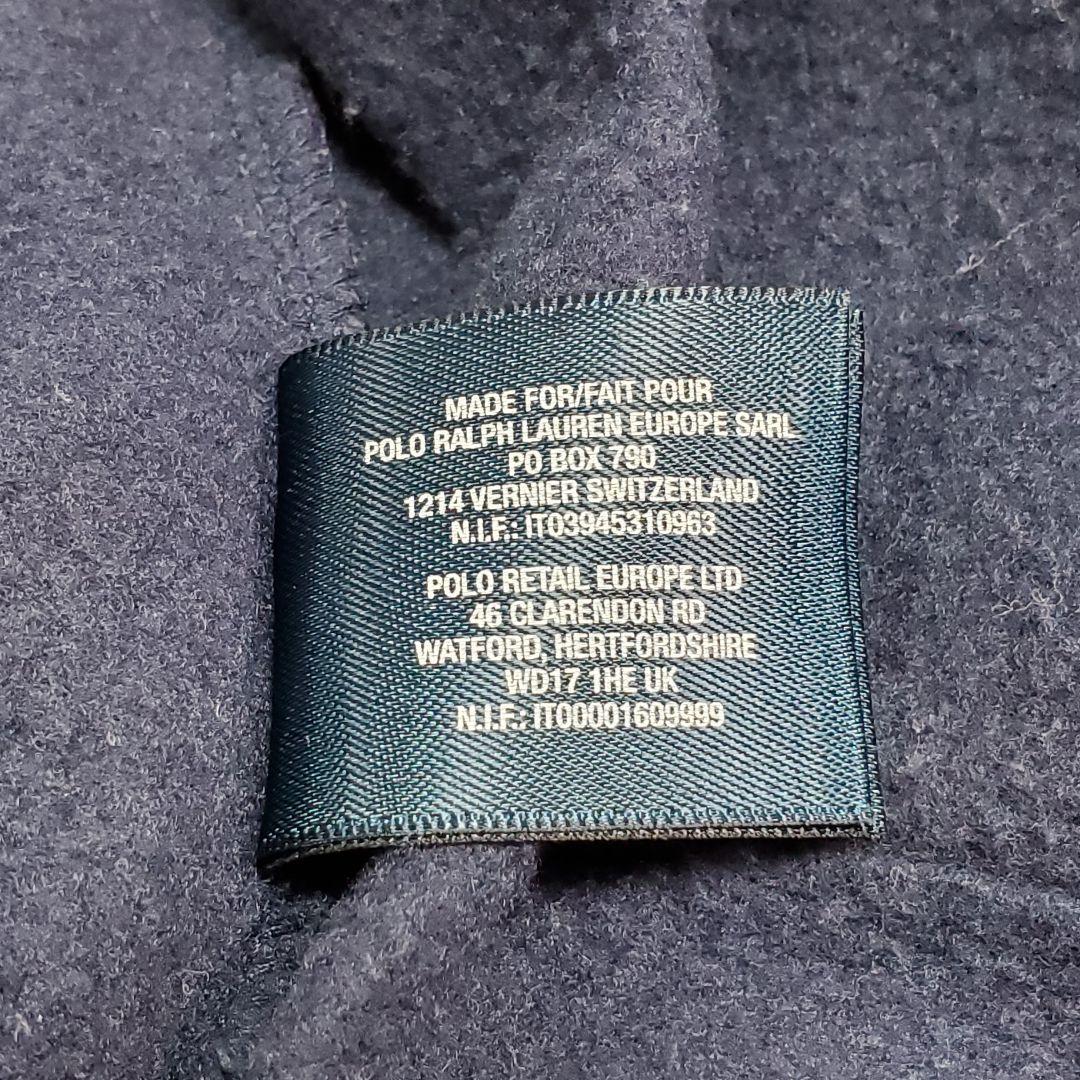 MADE FOR/FAIT POUR
POLO RALPH LAUREN EUROPE SARL
PO BOX 790
1214 VERNIER SWITZERLAND
N.I.F.: IT03945310963
POLO RETAIL EUROPE LTD
46 CLARENDON RD
WATFORD, HERTFORDSHIRE
WD17 1HE UK
N.I.F.: IT00001609999